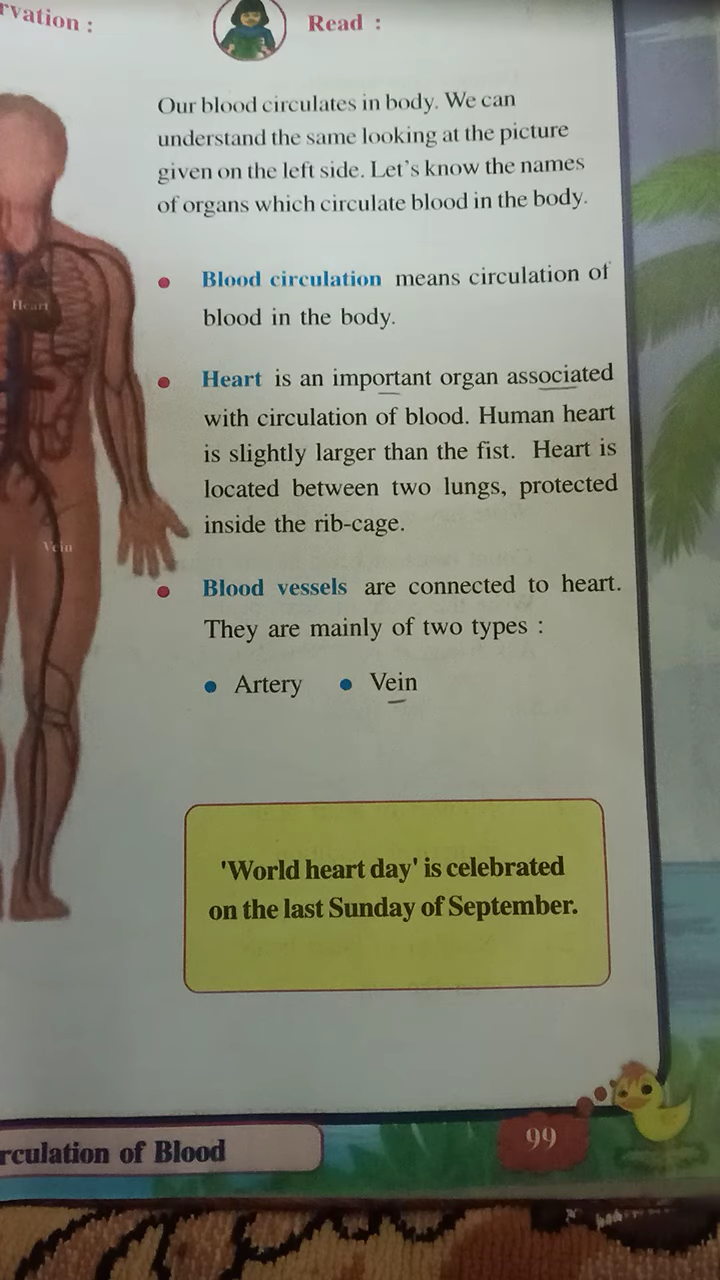 rvation :
Read :
Our blood circulates in body. We can
understand the same looking at the picture
given on the left side. Let's know the names
of organs which circulate blood in the body.
Heart
Vein
• Blood circulation means circulation of
blood in the body.
• Heart is an important organ associated
with circulation of blood. Human heart
is slightly larger than the fist. Heart is
located between two lungs, protected
inside the rib-cage.
• Blood vessels are connected to heart.
They are mainly of two types :
• Artery • Vein
'World heart day' is celebrated
on the last Sunday of September.
rculation of Blood
99